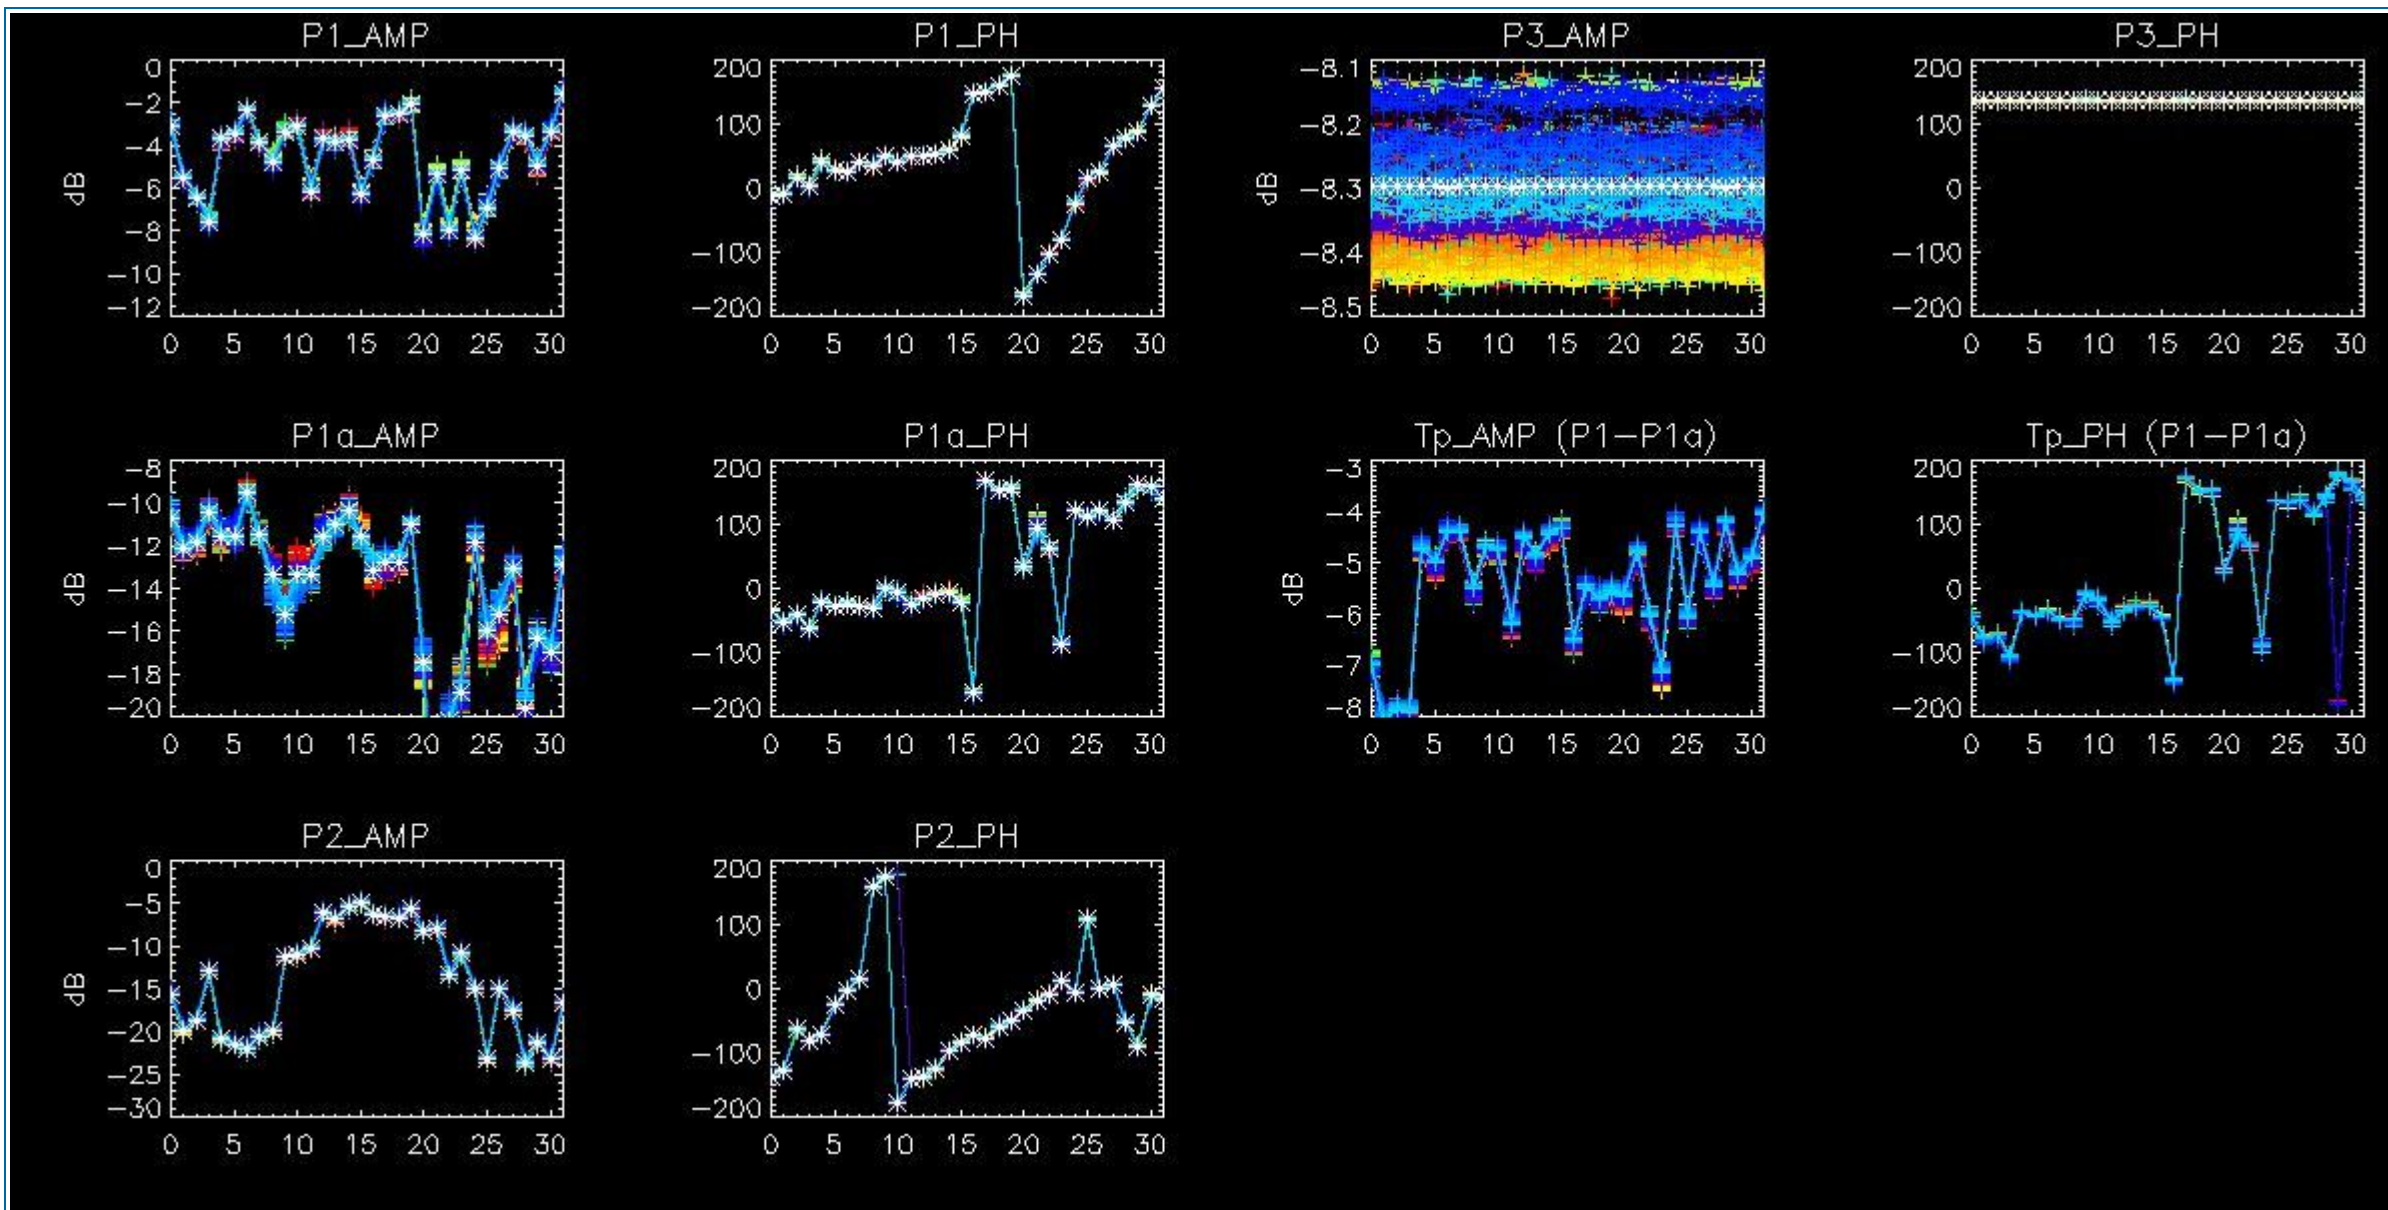 P1_AMP
0
−2
−4
−6
−8
−10
−12
dB
0 5 10 15 20 25 30
P1_PH
200
100
0
−100
−200
0 5 10 15 20 25 30
P3_AMP
−8.1
−8.2
−8.3
−8.4
−8.5
dB
0 5 10 15 20 25 30
P3_PH
200
100
0
−100
−200
0 5 10 15 20 25 30
P1a_AMP
−8
−10
−12
−14
−16
−18
−20
dB
0 5 10 15 20 25 30
P1a_PH
200
100
0
−100
−200
0 5 10 15 20 25 30
Tp_AMP (P1−P1a)
−3
−4
−5
−6
−7
−8
dB
0 5 10 15 20 25 30
Tp_PH (P1−P1a)
200
100
0
−100
−200
0 5 10 15 20 25 30
P2_AMP
0
−5
−10
−15
−20
−25
−30
dB
0 5 10 15 20 25 30
P2_PH
200
100
0
−100
−200
0 5 10 15 20 25 30